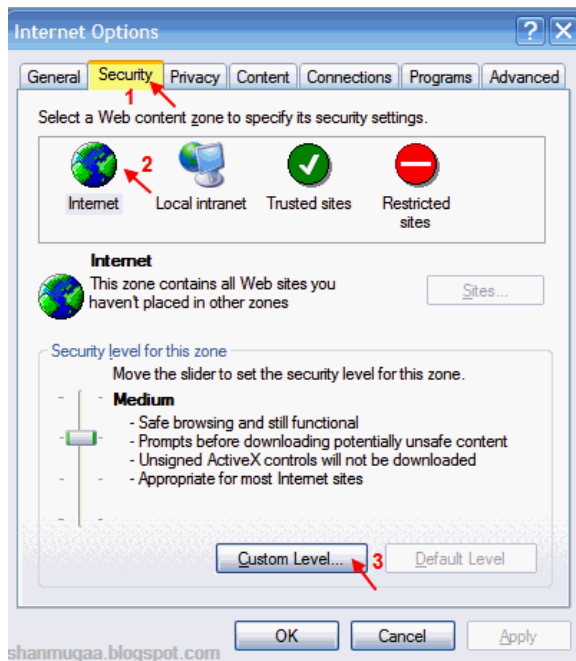 Internet Options
General Security Privacy Content Connections Programs Advanced
1
Select a Web content zone to specify its security settings.
2
Internet Local intranet Trusted sites Restricted sites
Internet
This zone contains all Web sites you
haven't placed in other zones
Sites...
Security level for this zone
Move the slider to set the security level for this zone.
Medium
- Safe browsing and still functional
- Prompts before downloading potentially unsafe content
- Unsigned ActiveX controls will not be downloaded
- Appropriate for most Internet sites
Custom Level... 3 Default Level
OK Cancel Apply
shanmugaa.blogspot.com